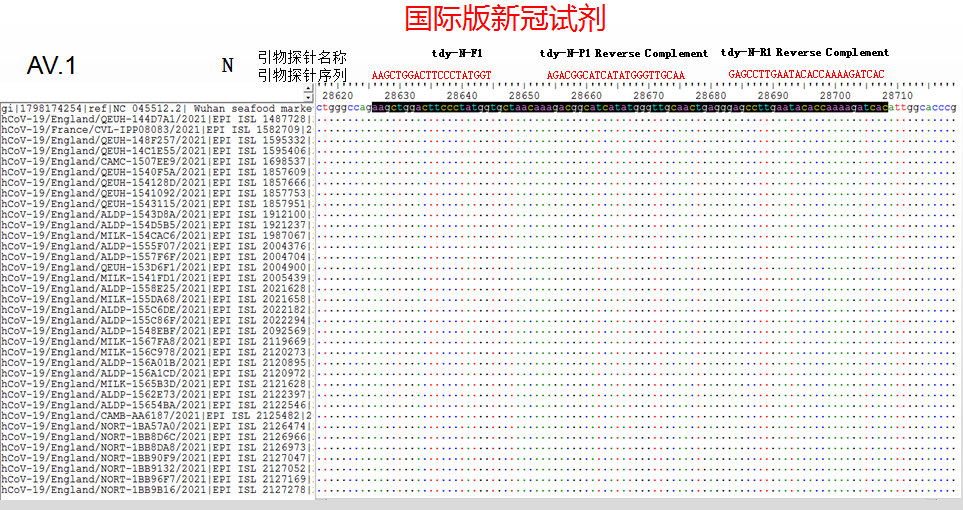 国际版新冠试剂
AV.1 N 引物探针名称 tdy-N-F1 tdy-N-P1 Reverse Complement tdy-N-R1 Reverse Complement
引物探针序列 AAGCTGGACTTCCCTATGGT AGACGGCATCATATGGGTTGCAA GAGCCTTGAATACACCAAAAGATCAC
28620 28630 28640 28650 28660 28670 28680 28690 28700 28710
gi|1798174254|ref|NC 045512.2| Wuhan seafood marke ctgggccagaagctggacttccctatggtgctaacaaagacggcatcatatgggttgcaactgagggagccttgaatacaccaaaagatcacattggcacccg
hCoV-19/England/QEUH-144D7A1/2021|EPI ISL 1487728|
hCoV-19/France/CVL-IPP08083/2021|EPI ISL 1582709|2
hCoV-19/England/QEUH-148F257/2021|EPI ISL 1595332|
hCoV-19/England/QEUH-14C1E55/2021|EPI ISL 1595406|
hCoV-19/England/CAMC-1507EE9/2021|EPI ISL 1698537|
hCoV-19/England/QEUH-1540F5A/2021|EPI ISL 1857609|
hCoV-19/England/QEUH-154128D/2021|EPI ISL 1857666|
hCoV-19/England/QEUH-1541092/2021|EPI ISL 1857753|
hCoV-19/England/QEUH-1543115/2021|EPI ISL 1857951|
hCoV-19/England/ALDP-1543D8A/2021|EPI ISL 1912100|
hCoV-19/England/ALDP-154D5B5/2021|EPI ISL 1921237|
hCoV-19/England/MILK-154CAC6/2021|EPI ISL 1987067|
hCoV-19/England/ALDP-1555F07/2021|EPI ISL 2004376|
hCoV-19/England/ALDP-1557F6F/2021|EPI ISL 2004704|
hCoV-19/England/QEUH-153D6F1/2021|EPI ISL 2004900|
hCoV-19/England/MILK-1541FD1/2021|EPI ISL 2005439|
hCoV-19/England/ALDP-1558E25/2021|EPI ISL 2021628|
hCoV-19/England/MILK-155DA68/2021|EPI ISL 2021658|
hCoV-19/England/ALDP-155C6DE/2021|EPI ISL 2022182|
hCoV-19/England/ALDP-155C86F/2021|EPI ISL 2022294|
hCoV-19/England/ALDP-1548EBF/2021|EPI ISL 2092569|
hCoV-19/England/MILK-1567FA8/2021|EPI ISL 2119669|
hCoV-19/England/MILK-156C978/2021|EPI ISL 2120273|
hCoV-19/England/ALDP-156A01B/2021|EPI ISL 2120895|
hCoV-19/England/ALDP-156A1CD/2021|EPI ISL 2120972|
hCoV-19/England/MILK-1565B3D/2021|EPI ISL 2121628|
hCoV-19/England/ALDP-1562E73/2021|EPI ISL 2122397|
hCoV-19/England/ALDP-15654BA/2021|EPI ISL 2122546|
hCoV-19/England/CAMB-AA6187/2021|EPI ISL 2125482|2
hCoV-19/England/NORT-1BA57A0/2021|EPI ISL 2126474|
hCoV-19/England/NORT-1BB8D6C/2021|EPI ISL 2126966|
hCoV-19/England/NORT-1BB8DA8/2021|EPI ISL 2126973|
hCoV-19/England/NORT-1BB90F9/2021|EPI ISL 2127047|
hCoV-19/England/NORT-1BB9132/2021|EPI ISL 2127052|
hCoV-19/England/NORT-1BB96F7/2021|EPI ISL 2127169|
hCoV-19/England/NORT-1BB9B16/2021|EPI ISL 2127278|